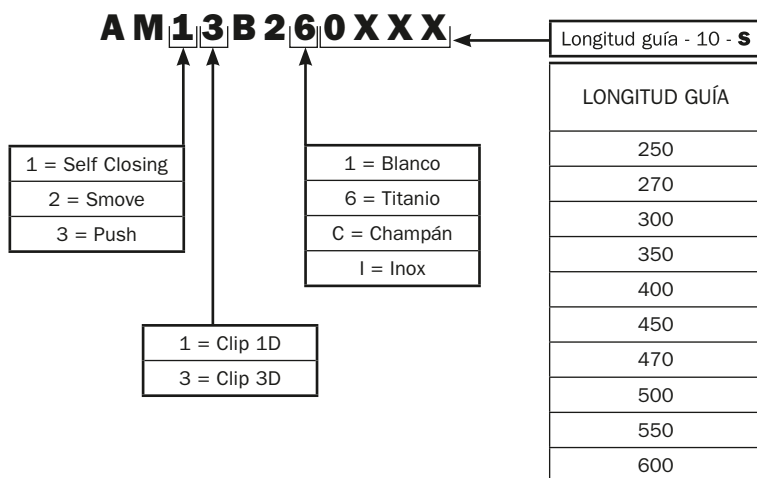 AM13B260XXX
Longitud guía - 10 - S
LONGITUD GUÍA
250
270
300
350
400
450
470
500
550
600
1 = Self Closing
2 = Smove
3 = Push
1 = Blanco
6 = Titanio
C = Champán
I = Inox
1 = Clip 1D
3 = Clip 3D